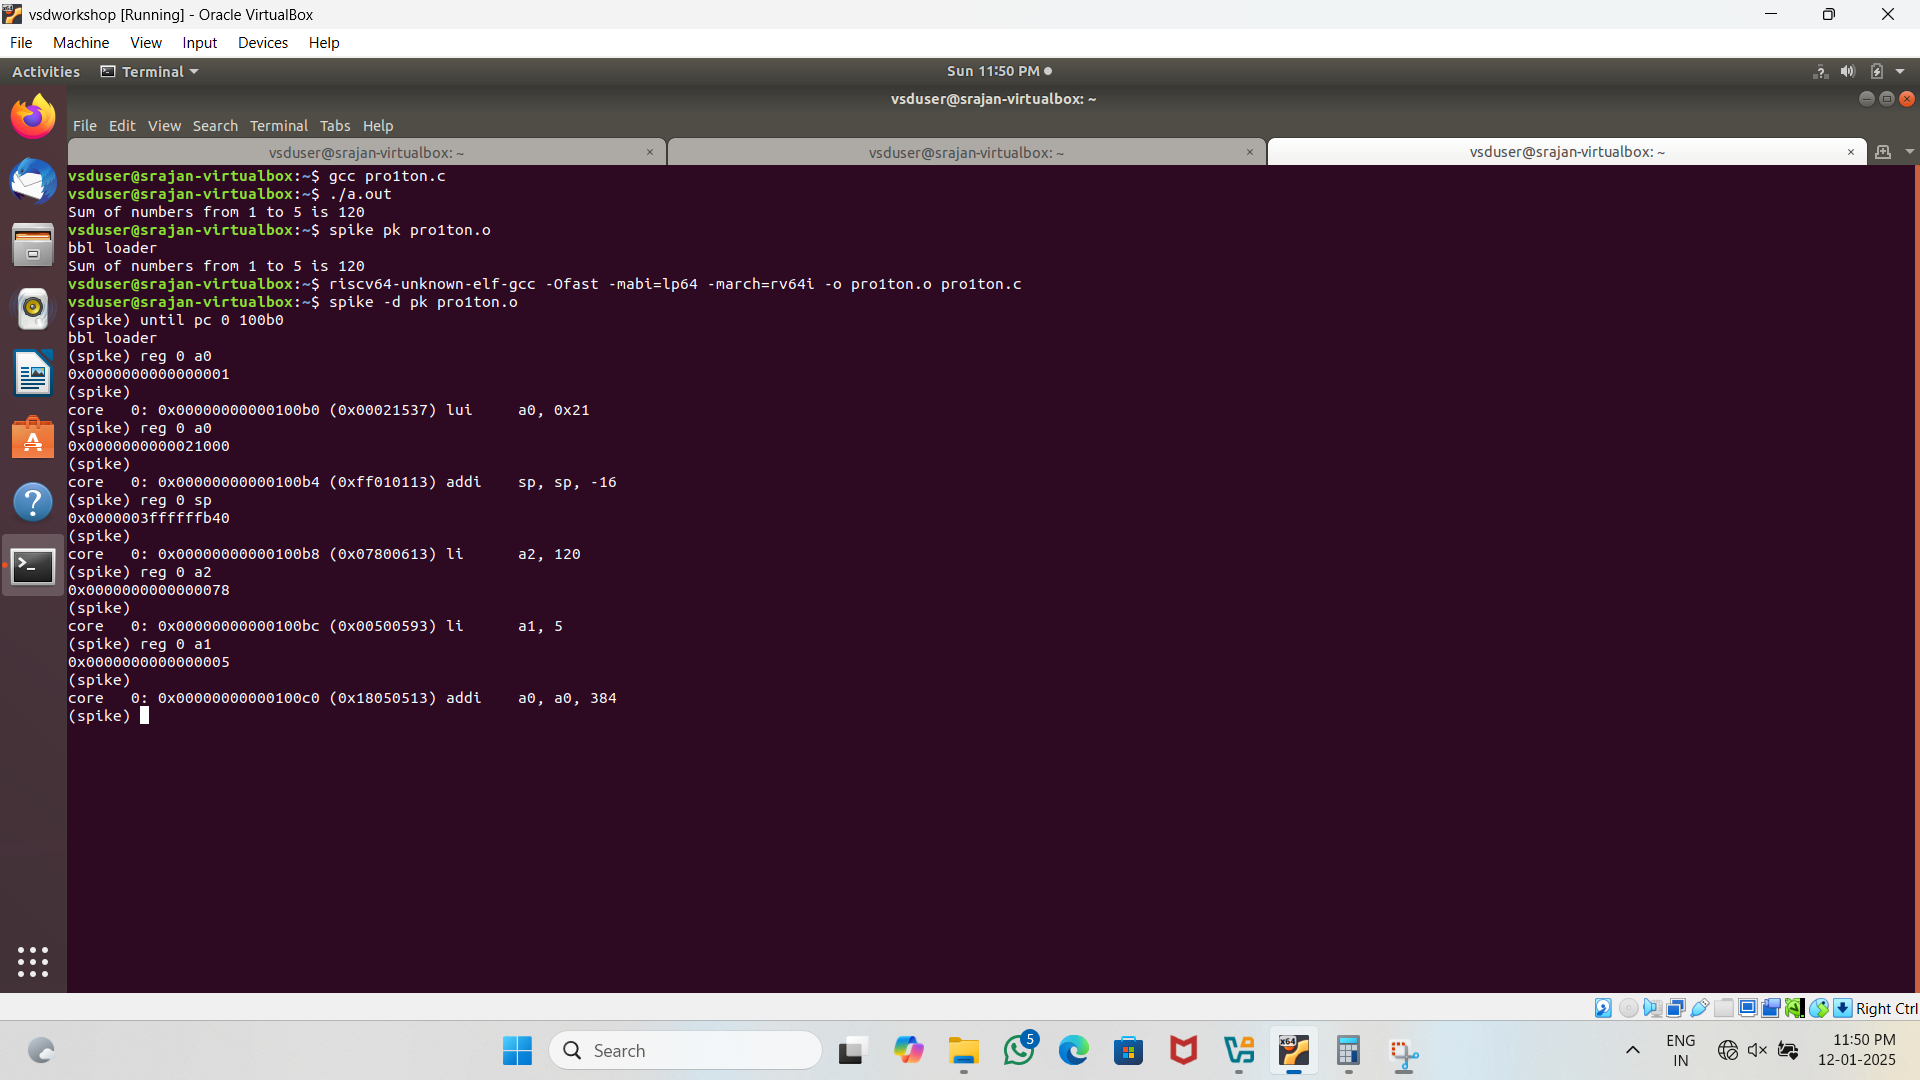 vsdworkshop [Running] - Oracle VirtualBox
File Machine View Input Devices Help
Activities Terminal Sun 11:50 PM
vsduser@srajan-virtualbox: ~
File Edit View Search Terminal Tabs Help
vsduser@srajan-virtualbox: ~ × vsduser@srajan-virtualbox: ~ × vsduser@srajan-virtualbox: ~ ×
vsduser@srajan-virtualbox:~$ gcc pro1ton.c
vsduser@srajan-virtualbox:~$ ./a.out
Sum of numbers from 1 to 5 is 120
vsduser@srajan-virtualbox:~$ spike pk pro1ton.o
bbl loader
Sum of numbers from 1 to 5 is 120
vsduser@srajan-virtualbox:~$ riscv64-unknown-elf-gcc -Ofast -mabi=lp64 -march=rv64i -o pro1ton.o pro1ton.c
vsduser@srajan-virtualbox:~$ spike -d pk pro1ton.o
(spike) until pc 0 100b0
bbl loader
(spike) reg 0 a0
0x0000000000000001
(spike)
core   0: 0x00000000000100b0 (0x00021537) lui     a0, 0x21
(spike) reg 0 a0
0x0000000000021000
(spike)
core   0: 0x00000000000100b4 (0xff010113) addi    sp, sp, -16
(spike) reg 0 sp
0x0000003ffffffb40
(spike)
core   0: 0x00000000000100b8 (0x07800613) li      a2, 120
(spike) reg 0 a2
0x0000000000000078
(spike)
core   0: 0x00000000000100bc (0x00500593) li      a1, 5
(spike) reg 0 a1
0x0000000000000005
(spike)
core   0: 0x00000000000100c0 (0x18050513) addi    a0, a0, 384
(spike)
Right Ctrl
Search
5
x64
ENG
IN
11:50 PM
12-01-2025